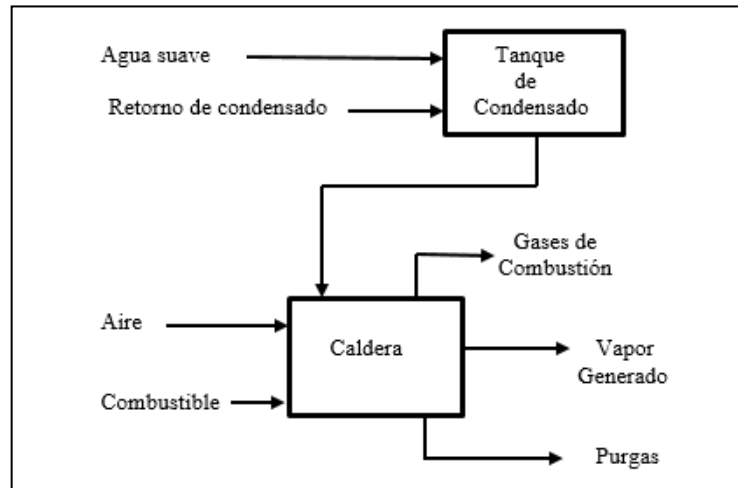 Agua suave
Retorno de condensado
Tanque
de
Condensado
Gases de
Combustión
Aire
Combustible
Caldera
Vapor
Generado
Purgas